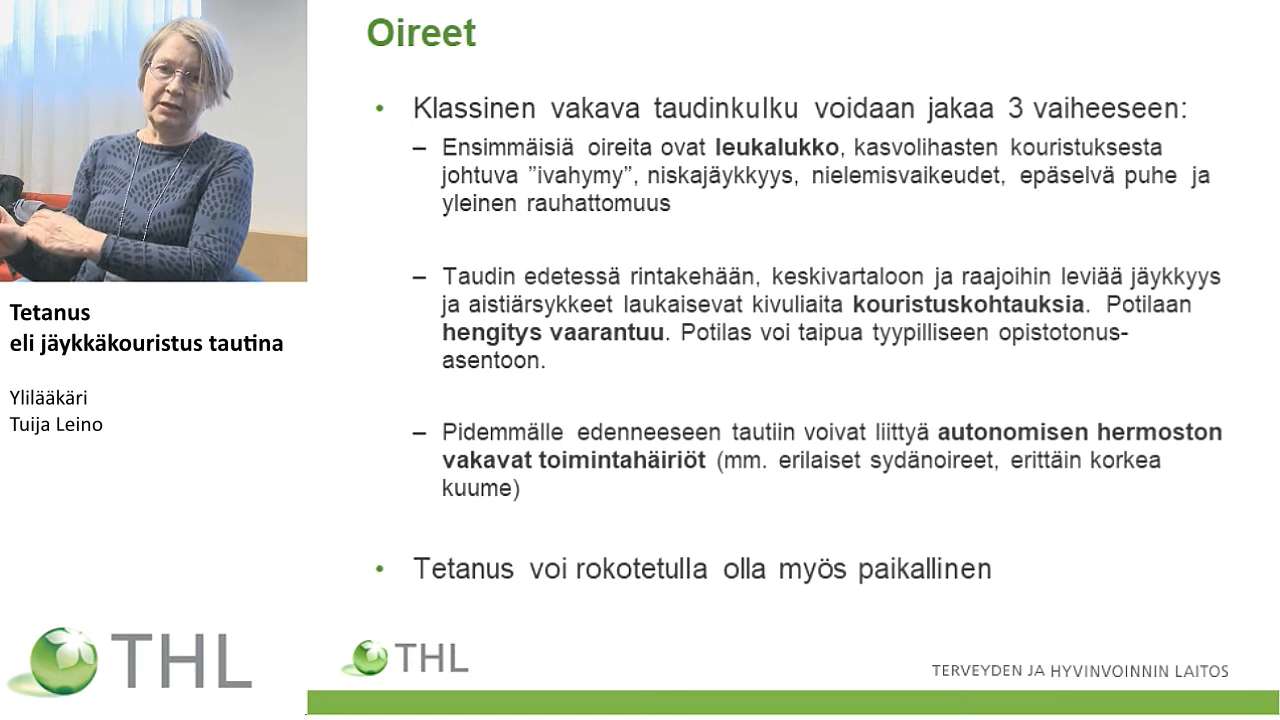 Oireet
• Klassinen vakava taudinkulku voidaan jakaa 3 vaiheeseen:
– Ensimmäisiä oireita ovat leukalukko, kasvolihasten kouristuksesta
johtuva ”ivahymy”, niskajäykkyys, nielemisvaikeudet, epäselvä puhe ja
yleinen rauhattomuus
– Taudin edetessä rintakehään, keskivartaloon ja raajoihin leviää jäykkyys
ja aistiärsykkeet laukaisevat kivuliaita kouristuskohtauksia. Potilaan
hengitys vaarantuu. Potilas voi taipua tyypilliseen opistotonus-
asentoon.
– Pidemmälle edenneeseen tautiin voivat liittyä autonomisen hermoston
vakavat toimintahäiriöt (mm. erilaiset sydänoireet, erittäin korkea
kuume)
• Tetanus voi rokotetulla olla myös paikallinen
Tetanus
eli jäykkäkouristus tautina
Ylilääkäri
Tuija Leino
THL
THL
TERVEYDEN JA HYVINVOINNIN LAITOS